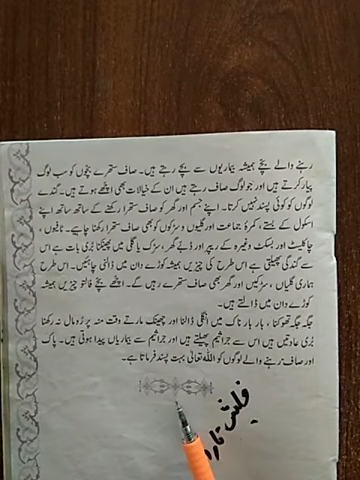 رہنے والے بچے ہمیشہ بیماریوں سے بچے رہتے ہیں۔ صاف ستھرے بچّوں کو سب لوگ
پیار کرتے ہیں اور جو لوگ صاف رہتے ہیں ان کے خیالات بھی اچھے ہوتے ہیں۔ گندے
لوگوں کو کوئی پسند نہیں کرتا۔ اپنے جسم اور گھر کو صاف ستھرا رکھنے کے ساتھ ساتھ اپنے
اسکول کے بستے، کمرۂ جماعت اور گلیوں و سڑکوں کو بھی صاف ستھرا رکھنا چاہیے۔ ٹافیوں،
چاکلیٹ اور بسکٹ وغیرہ کے ریپر اور ڈبے گھر، سڑک یا گلی میں پھینکنا بُری بات ہے اس
سے گندگی پھیلتی ہے اس طرح کی چیزیں ہمیشہ کوڑے دان میں ڈالنی چاہئیں۔ اس طرح
ہماری گلیاں، سڑکیں اور گھر بھی صاف ستھرے رہیں گے۔ اچھے بچے فالتو چیزیں ہمیشہ
کوڑے دان میں ڈالتے ہیں۔
جگہ جگہ تھوکنا، بار بار ناک میں انگلی ڈالنا اور چھینک مارتے وقت منہ پر رومال نہ رکھنا
بُری عادتیں ہیں اس سے جراثیم پھیلتے ہیں اور جراثیم سے بیماریاں پیدا ہوتی ہیں۔ پاک
اور صاف رہنے والے لوگوں کو اللہ تعالیٰ بہت پسند فرماتا ہے۔